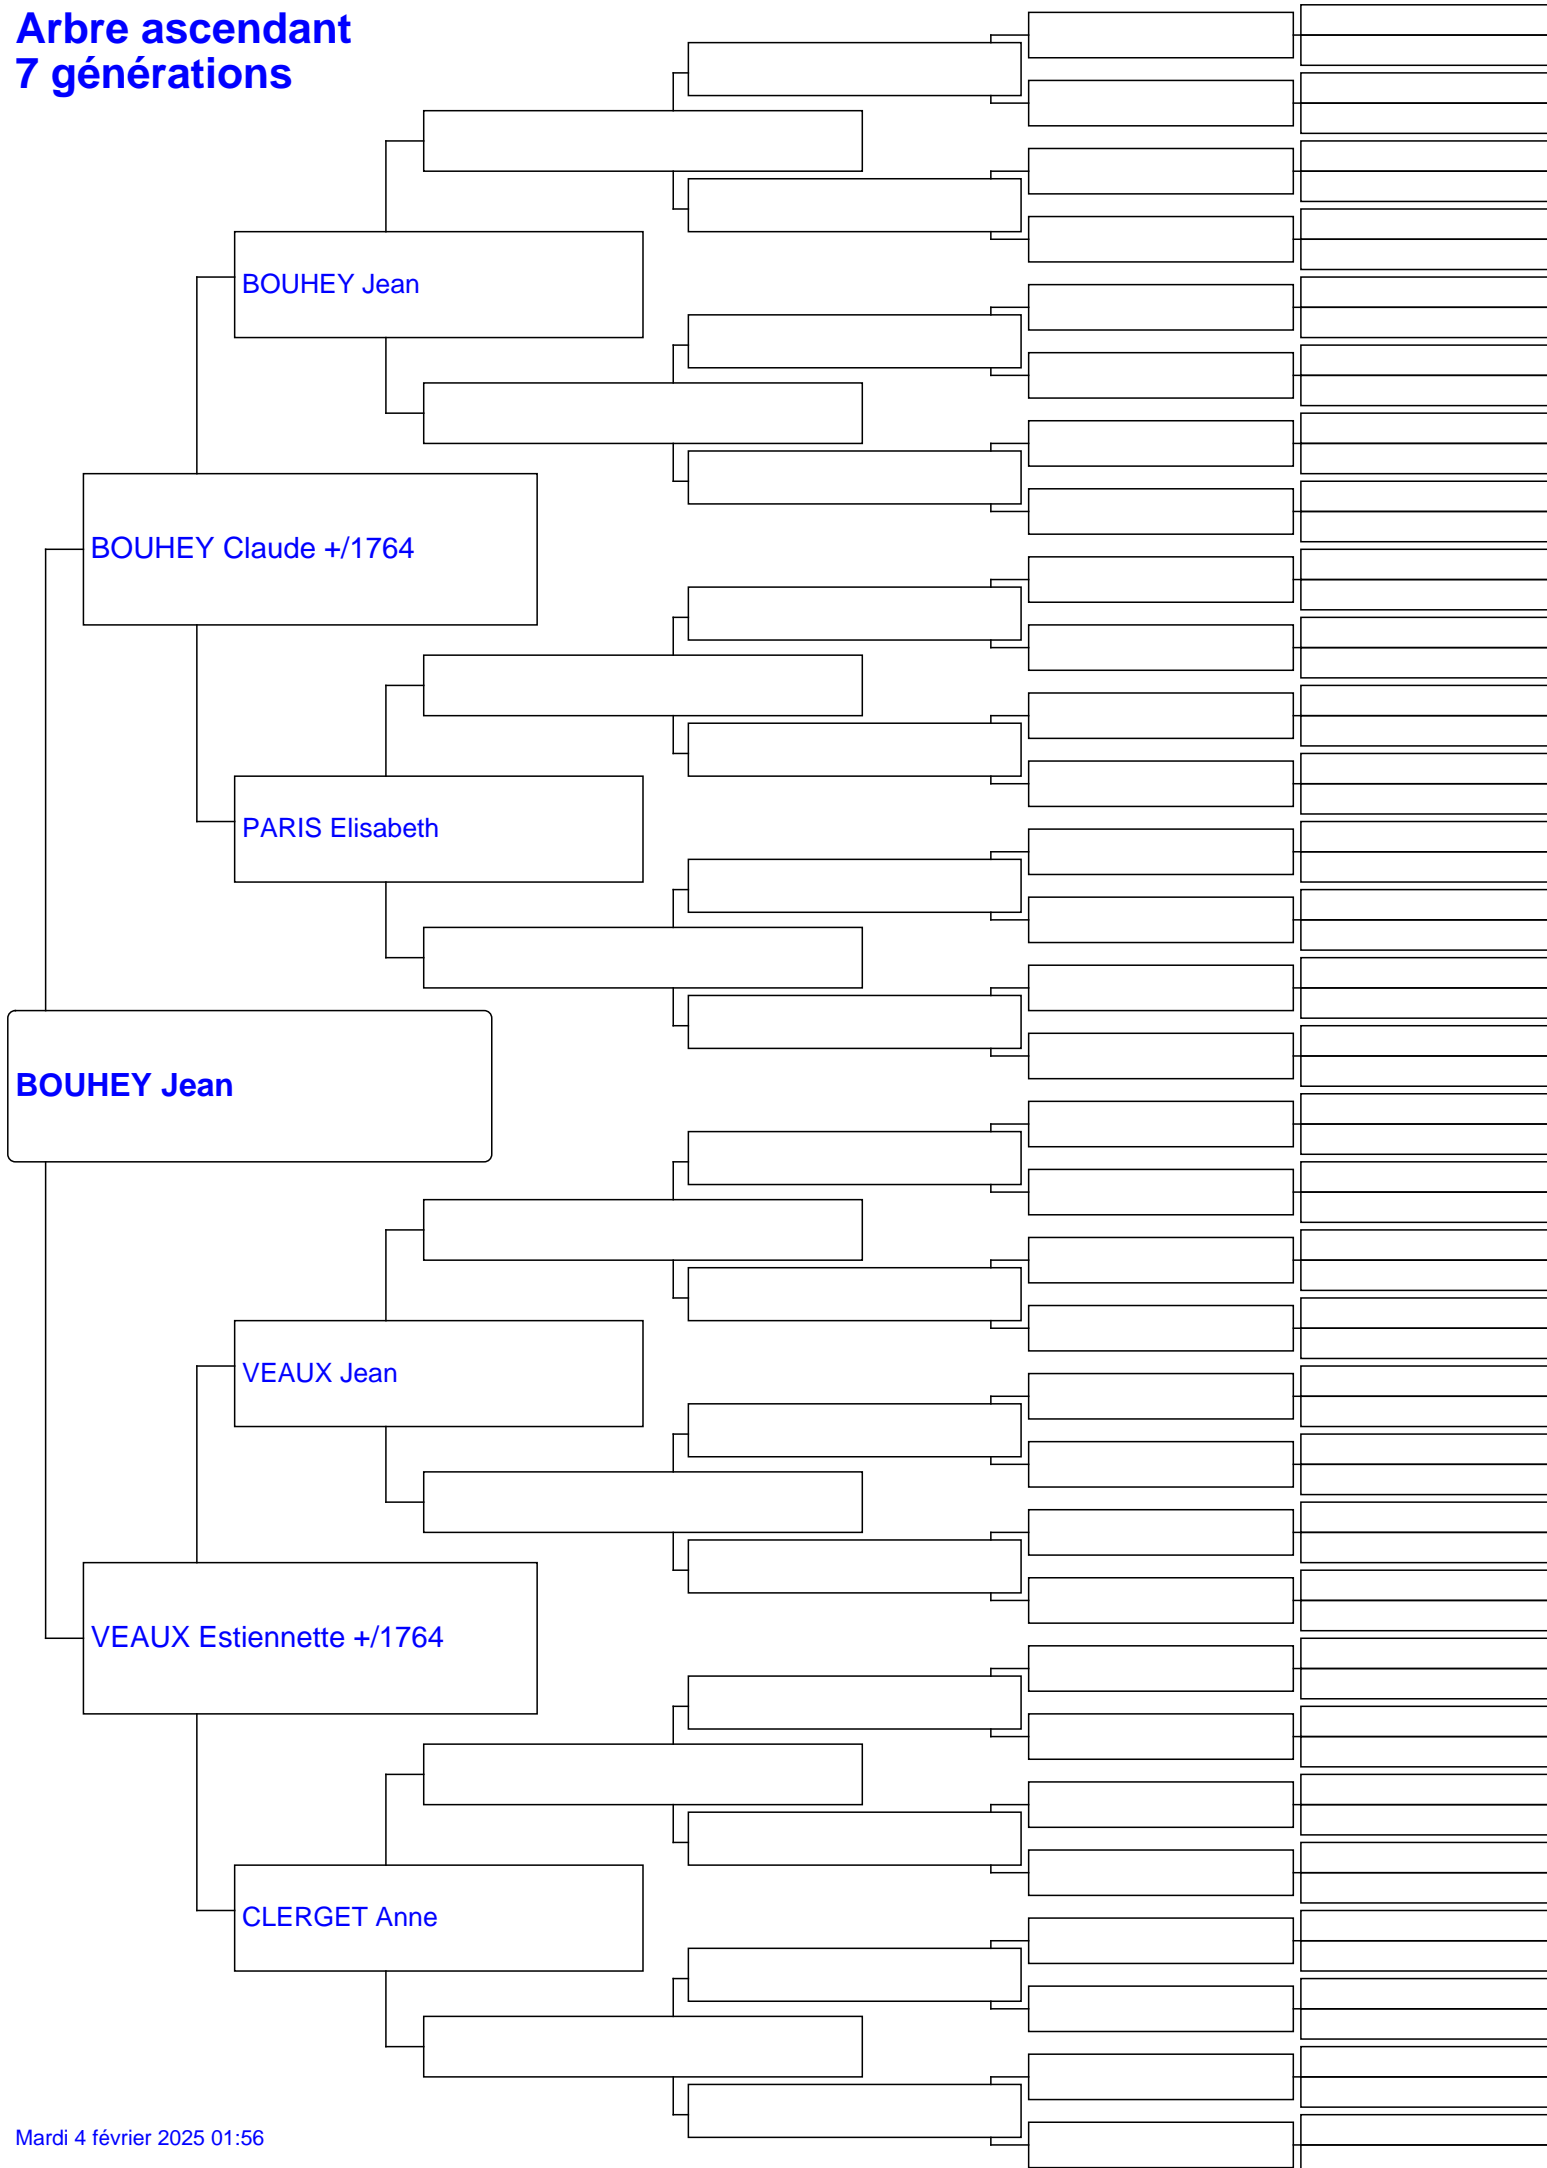 Arbre ascendant
7 générations
BOUHEY Jean
BOUHEY Claude +/1764
PARIS Elisabeth
BOUHEY Jean
VEAUX Jean
VEAUX Estiennette +/1764
CLERGET Anne
Mardi 4 février 2025 01:56